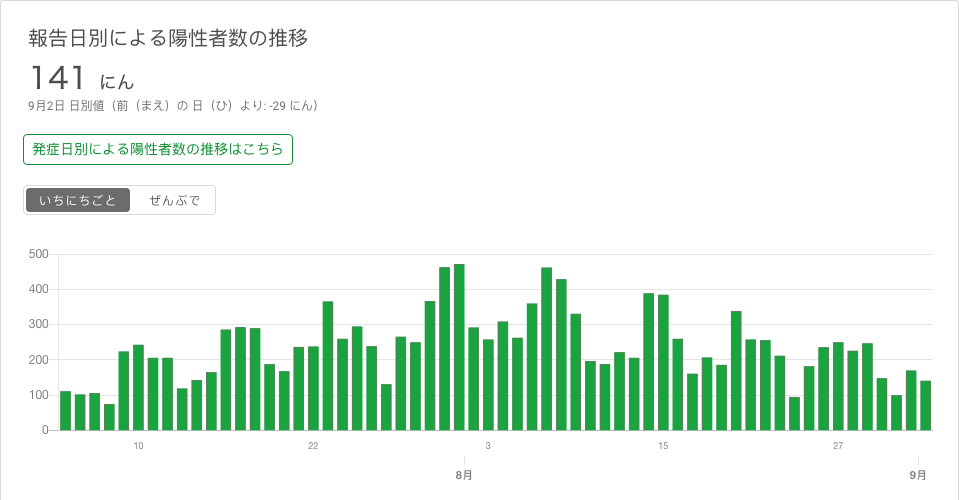 報告日別による陽性者数の推移
141 にん
9月2日 日別値（前（まえ）の 日（ひ）より: -29 にん）
発症日別による陽性者数の推移はこちら
いちにちごと ぜんぶで
500
400
300
200
100
0
10 22 3 15 27
8月 9月